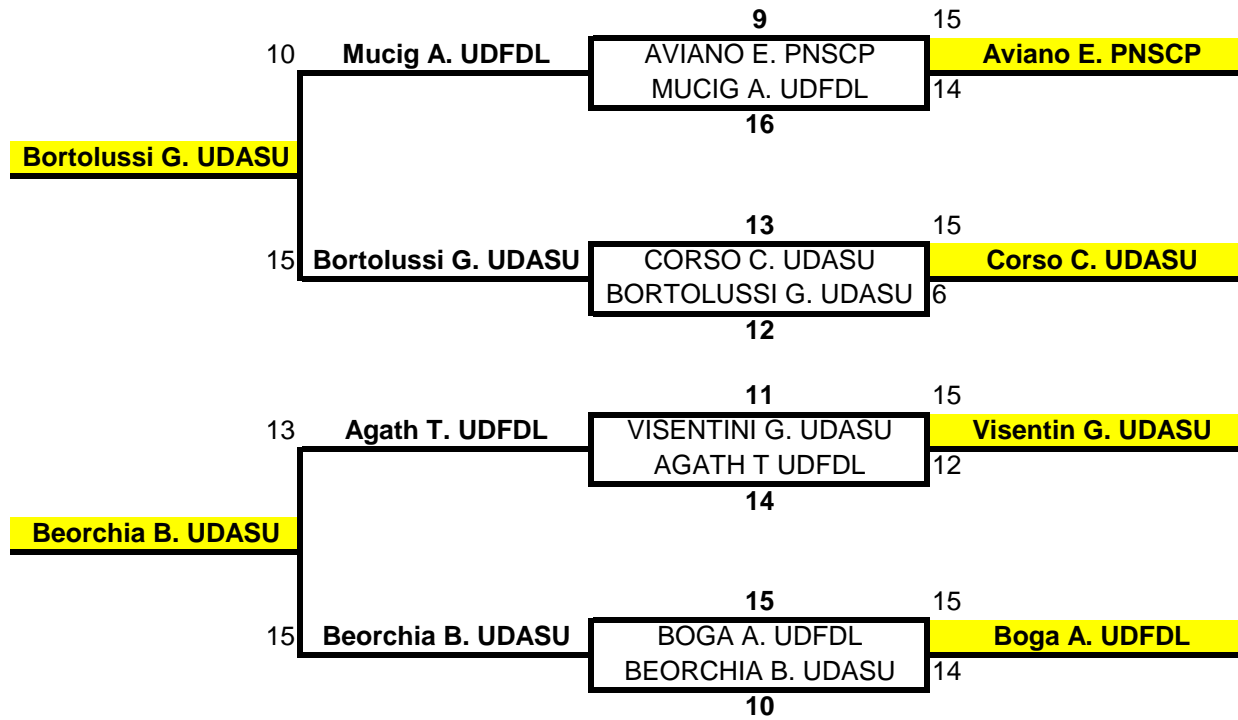 9 15
10 Mucig A. UDFDL AVIANO E. PNSCP Aviano E. PNSCP
MUCIG A. UDFDL 14
16
Bortolussi G. UDASU
13 15
15 Bortolussi G. UDASU CORSO C. UDASU Corso C. UDASU
BORTOLUSSI G. UDASU 6
12
11 15
13 Agath T. UDFDL VISENTINI G. UDASU Visentin G. UDASU
AGATH T UDFDL 12
14
Beorchia B. UDASU
15 15
15 Beorchia B. UDASU BOGA A. UDFDL Boga A. UDFDL
BEORCHIA B. UDASU 14
10